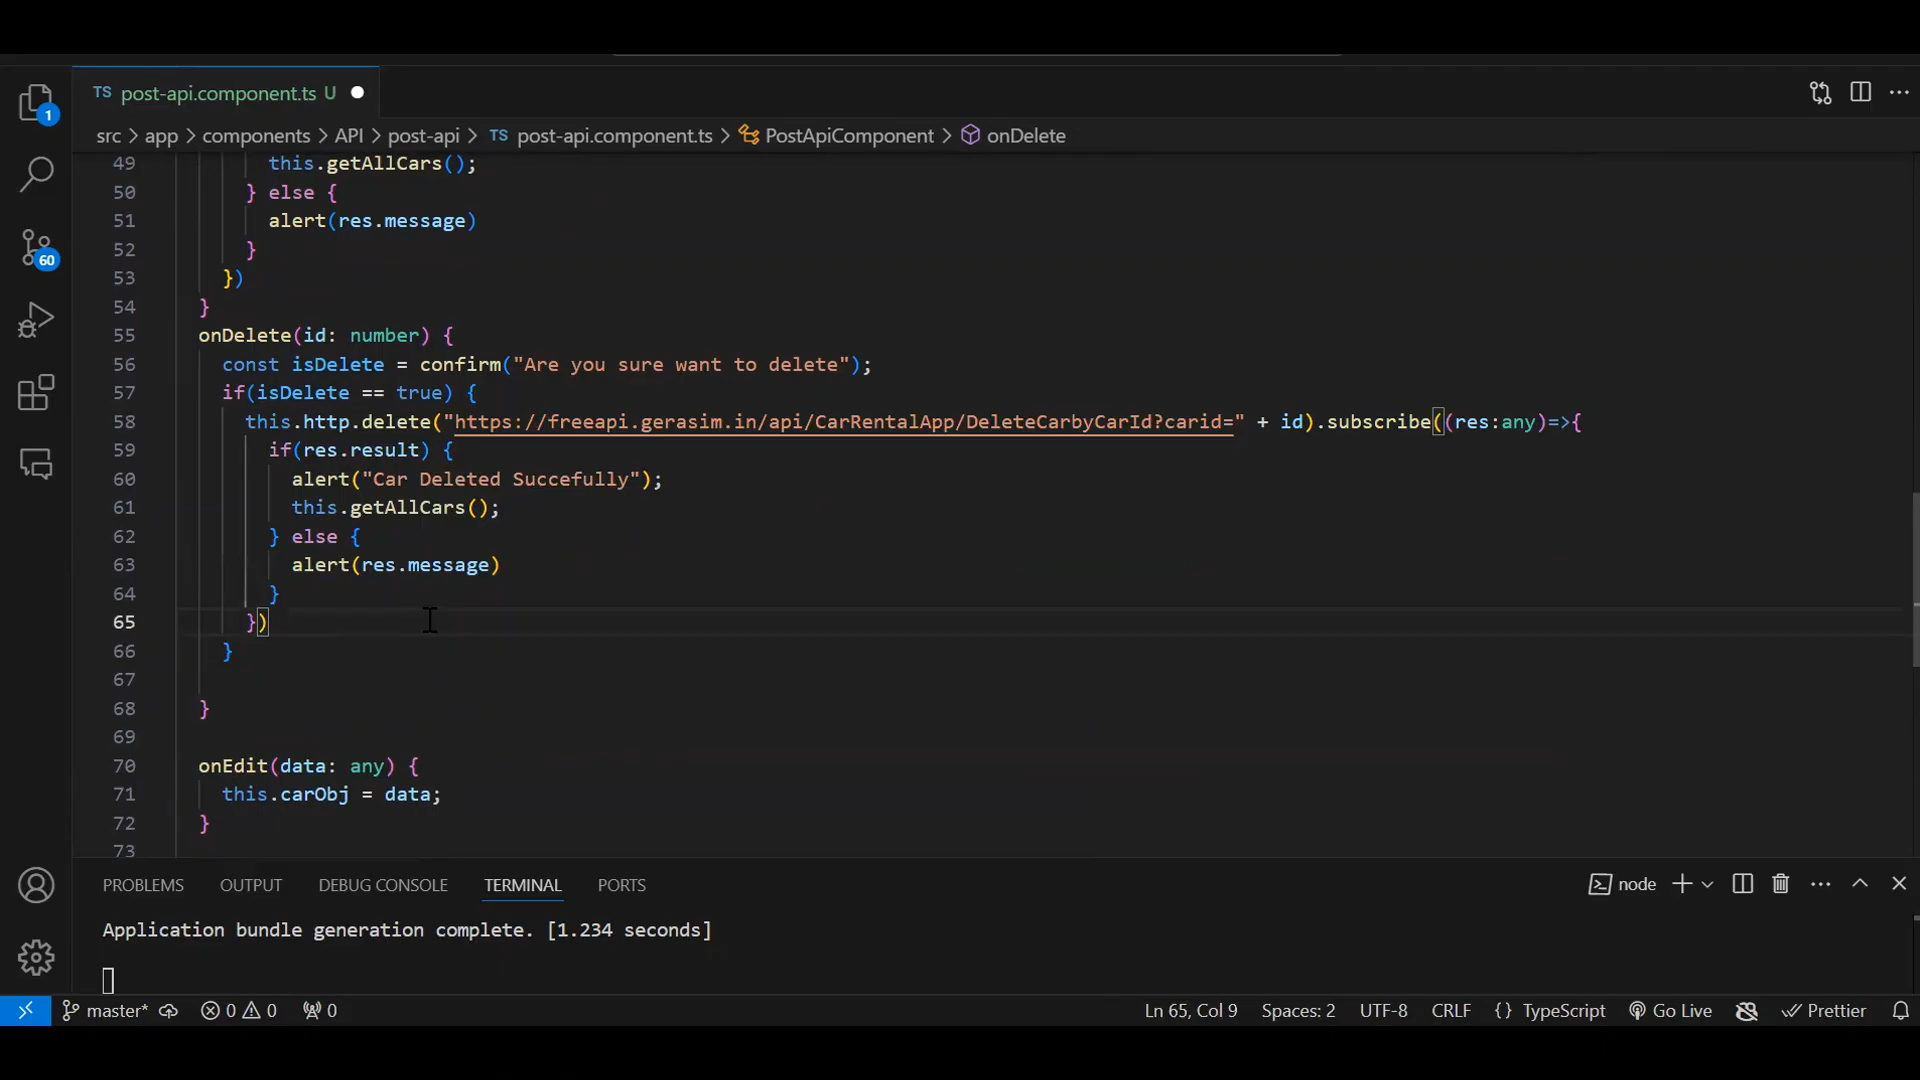 TS post-api.component.ts U
src > app > components > API > post-api > TS post-api.component.ts > PostApiComponent > onDelete
1
60
49 this.getAllCars();
50 } else {
51 alert(res.message)
52 }
53 })
54 }
55 onDelete(id: number) {
56 const isDelete = confirm("Are you sure want to delete");
57 if(isDelete == true) {
58 this.http.delete("https://freeapi.gerasim.in/api/CarRentalApp/DeleteCarbyCarId?carid=" + id).subscribe((res:any)=>{
59 if(res.result) {
60 alert("Car Deleted Succefully");
61 this.getAllCars();
62 } else {
63 alert(res.message)
64 }
65 })
66 }
67
68 }
69
70 onEdit(data: any) {
71 this.carObj = data;
72 }
73
PROBLEMS OUTPUT DEBUG CONSOLE TERMINAL PORTS node
Application bundle generation complete. [1.234 seconds]
master* 0 0 0 Ln 65, Col 9 Spaces: 2 UTF-8 CRLF {} TypeScript Go Live Prettier